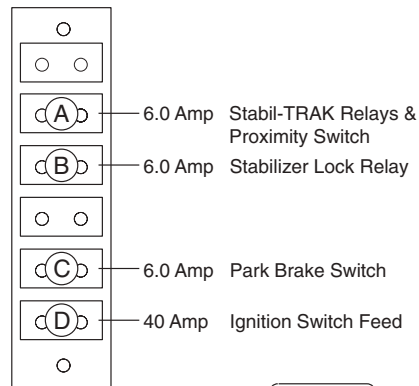 A 6.0 Amp Stabil-TRAK Relays &
Proximity Switch
B 6.0 Amp Stabilizer Lock Relay
C 6.0 Amp Park Brake Switch
D 40 Amp Ignition Switch Feed